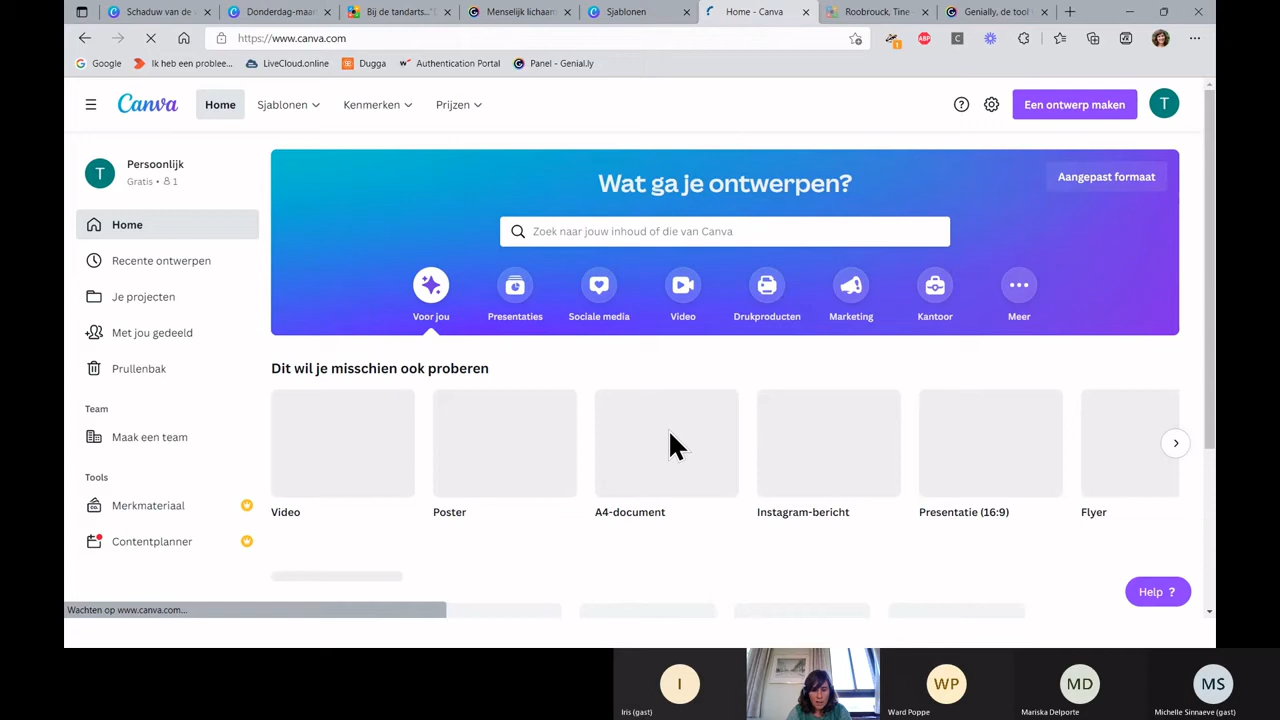 Schaduw van de
Donderdag-maar
Bij de tandarts..."
Menselijk lichaam
Sjablonen
Home - Canva
Roobrouck, Tine -
Genially, de tool
https://www.canva.com
1
ABP
C
Google
Ik heb een problee...
LiveCloud.online
Dugga
Authentication Portal
Panel - Genial.ly
Canva
Home
Sjablonen
Kenmerken
Prijzen
Een ontwerp maken
T
T
Persoonlijk
Gratis • 1
Home
Recente ontwerpen
Je projecten
Met jou gedeeld
Prullenbak
Team
Maak een team
Tools
Merkmateriaal
Contentplanner
Wat ga je ontwerpen?
Aangepast formaat
Zoek naar jouw inhoud of die van Canva
Voor jou
Presentaties
Sociale media
Video
Drukproducten
Marketing
Kantoor
Meer
Dit wil je misschien ook proberen
Video
Poster
A4-document
Instagram-bericht
Presentatie (16:9)
Flyer
Help ?
Wachten op www.canva.com...
I
Iris (gast)
WP
Ward Poppe
MD
Mariska Delporte
MS
Michelle Sinnaeve (gast)